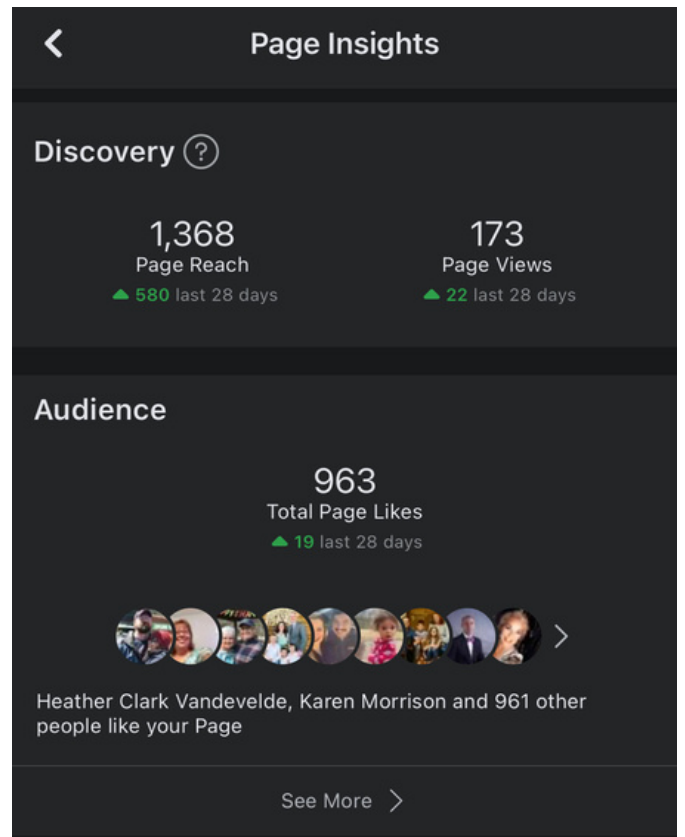 Page Insights
Discovery ?
1,368 173
Page Reach Page Views
580 last 28 days 22 last 28 days
Audience
963
Total Page Likes
19 last 28 days
Heather Clark Vandevelde, Karen Morrison and 961 other
people like your Page
See More